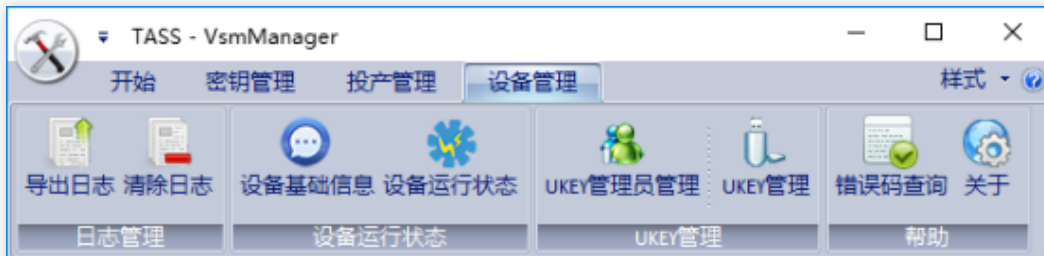 TASS - VsmManager
开始 密钥管理 投产管理 设备管理 样式
导出日志 清除日志 设备基础信息 设备运行状态 UKEY管理员管理 UKEY管理 错误码查询 关于
日志管理 设备运行状态 UKEY管理 帮助